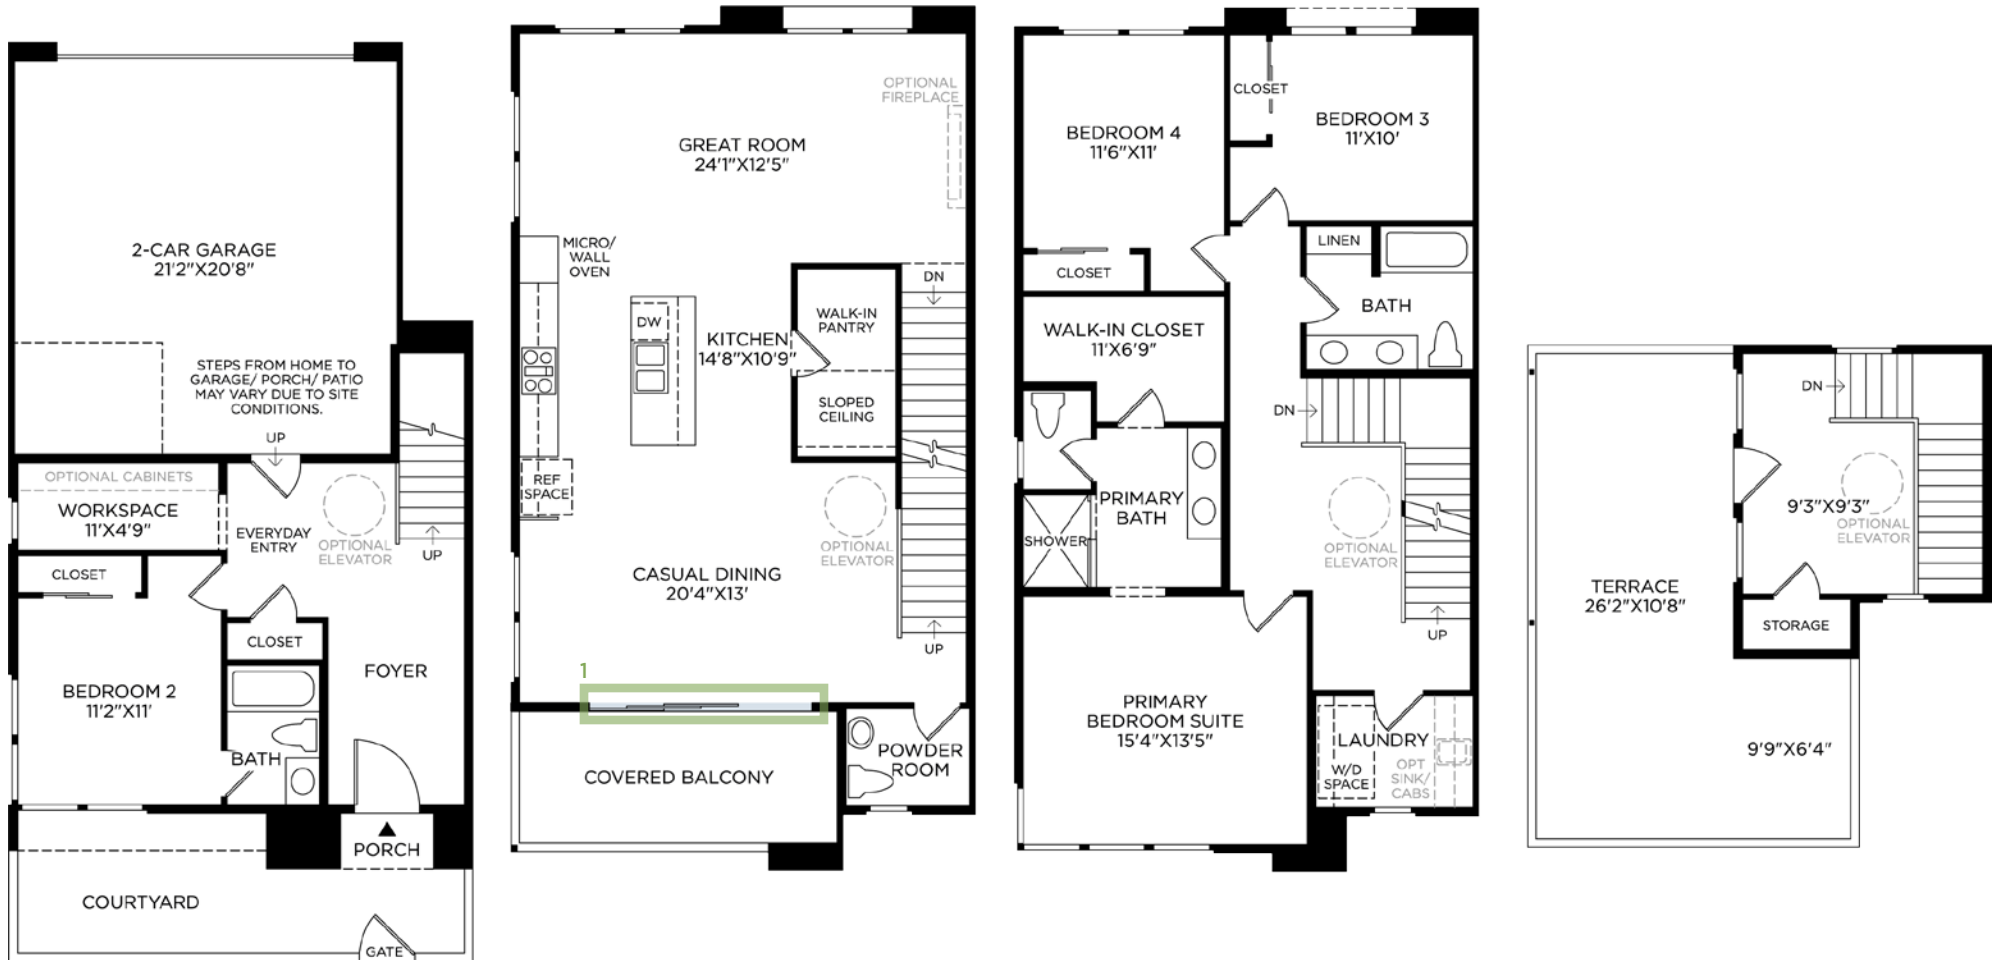 2-CAR GARAGE
21'2"X20'8"
STEPS FROM HOME TO
GARAGE/ PORCH/ PATIO
MAY VARY DUE TO SITE
CONDITIONS.
UP
OPTIONAL CABINETS
WORKSPACE
11'X4'9"
EVERYDAY
ENTRY
OPTIONAL
ELEVATOR
UP
CLOSET
CLOSET
BEDROOM 2
11'2"X11'
FOYER
BATH
PORCH
COURTYARD
GATE
OPTIONAL
FIREPLACE
GREAT ROOM
24'1"X12'5"
MICRO/
WALL
OVEN
DN
DW
WALK-IN
PANTRY
KITCHEN
14'8"X10'9"
SLOPED
CEILING
REF
SPACE
OPTIONAL
ELEVATOR
CASUAL DINING
20'4"X13'
UP
1
COVERED BALCONY
POWDER
ROOM
CLOSET
BEDROOM 4
11'6"X11'
BEDROOM 3
11'X10'
LINEN
CLOSET
BATH
WALK-IN CLOSET
11'X6'9"
DN
PRIMARY
BATH
SHOWER
OPTIONAL
ELEVATOR
UP
PRIMARY
BEDROOM SUITE
15'4"X13'5"
LAUNDRY
W/D
SPACE
OPT
SINK/
CABS
DN
9'3"X9'3"
OPTIONAL
ELEVATOR
TERRACE
26'2"X10'8"
STORAGE
9'9"X6'4"